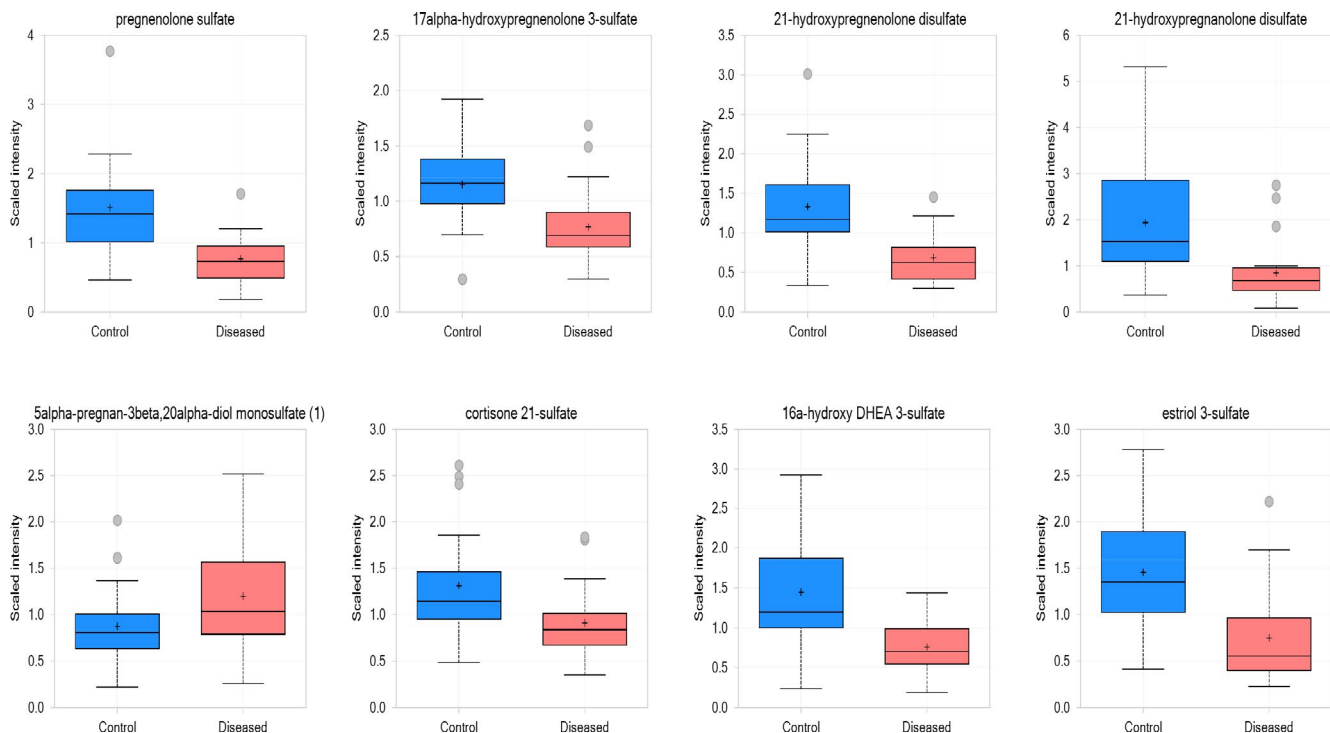 pregnenolone sulfate
Scaled intensity
4
3
2
1
0
Control
Diseased
17alpha-hydroxypregnenolone 3-sulfate
Scaled intensity
2.5
2.0
1.5
1.0
0.5
0.0
Control
Diseased
21-hydroxypregnenolone disulfate
Scaled intensity
3.5
3.0
2.5
2.0
1.5
1.0
0.5
0.0
Control
Diseased
21-hydroxypregnanolone disulfate
Scaled intensity
6
5
4
3
2
1
0
Control
Diseased
5alpha-pregnan-3beta,20alpha-diol monosulfate (1)
Scaled intensity
3.0
2.5
2.0
1.5
1.0
0.5
0.0
Control
Diseased
cortisone 21-sulfate
Scaled intensity
3.0
2.5
2.0
1.5
1.0
0.5
0.0
Control
Diseased
16a-hydroxy DHEA 3-sulfate
Scaled intensity
3.5
3.0
2.5
2.0
1.5
1.0
0.5
0.0
Control
Diseased
estriol 3-sulfate
Scaled intensity
3.0
2.5
2.0
1.5
1.0
0.5
0.0
Control
Diseased